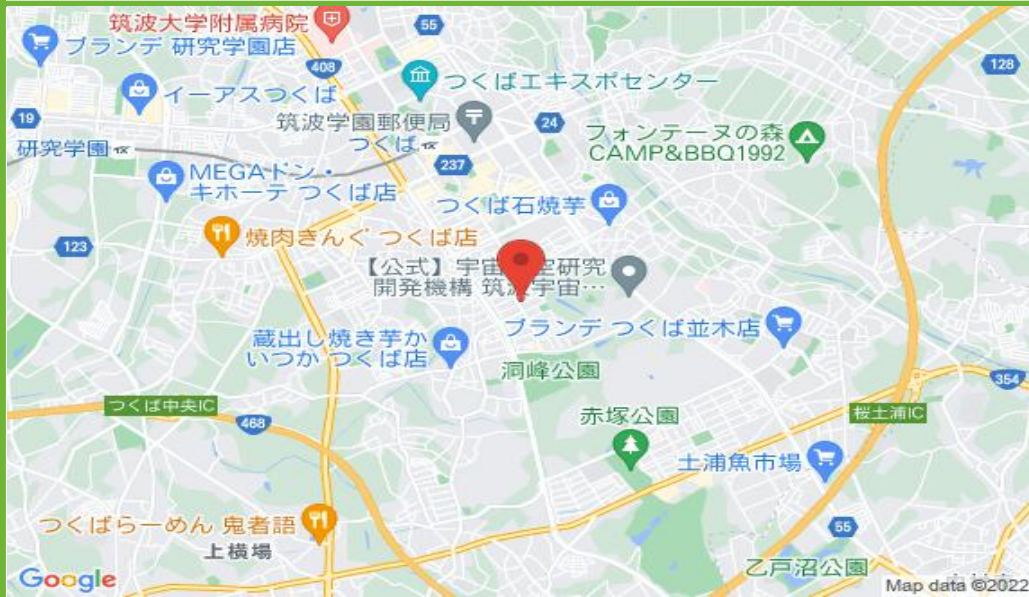 筑波大学附属病院
55
ブランデ 研究学園店
408
128
つくばエキスポセンター
イーアスつくば
19
筑波学園郵便局
24
フォンテーヌの森
CAMP&BBQ1992
研究学園
つくば
237
MEGAドン・
キホーテ つくば店
つくば石焼芋
123
焼肉きんぐ つくば店
【公式】宇宙 空研究
開発機構 筑波宇宙…
ブランデ つくば並木店
蔵出し焼き芋か
いつか つくば店
洞峰公園
354
つくば中央IC
赤塚公園
桜土浦IC
468
土浦魚市場
つくばらーめん 鬼者語
55
上横場
乙戸沼公園
Google
Map data ©2022